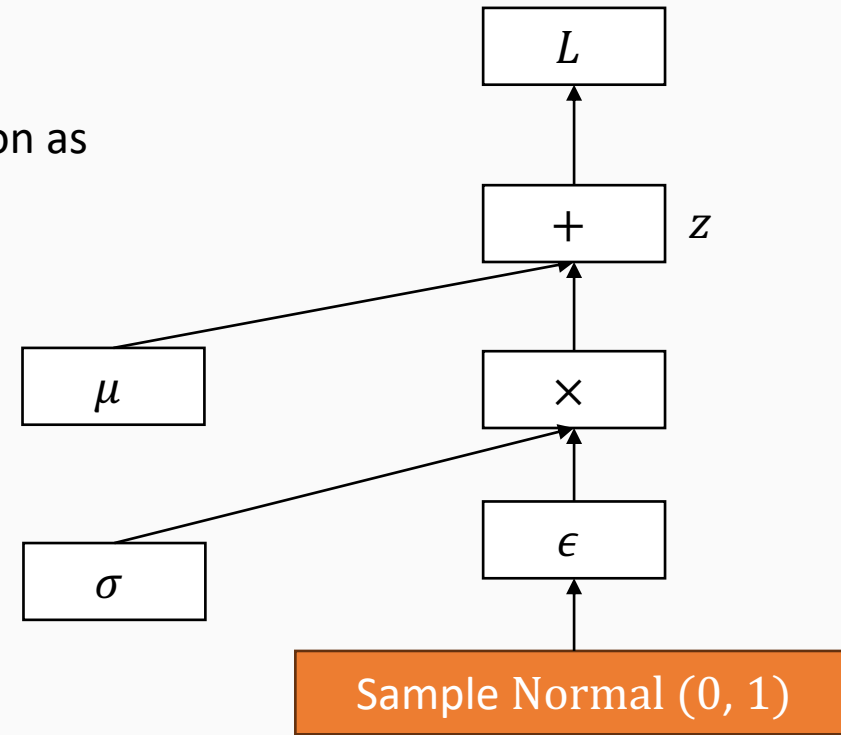 L
on as
+ z
μ
×
ϵ
σ
Sample Normal (0, 1)